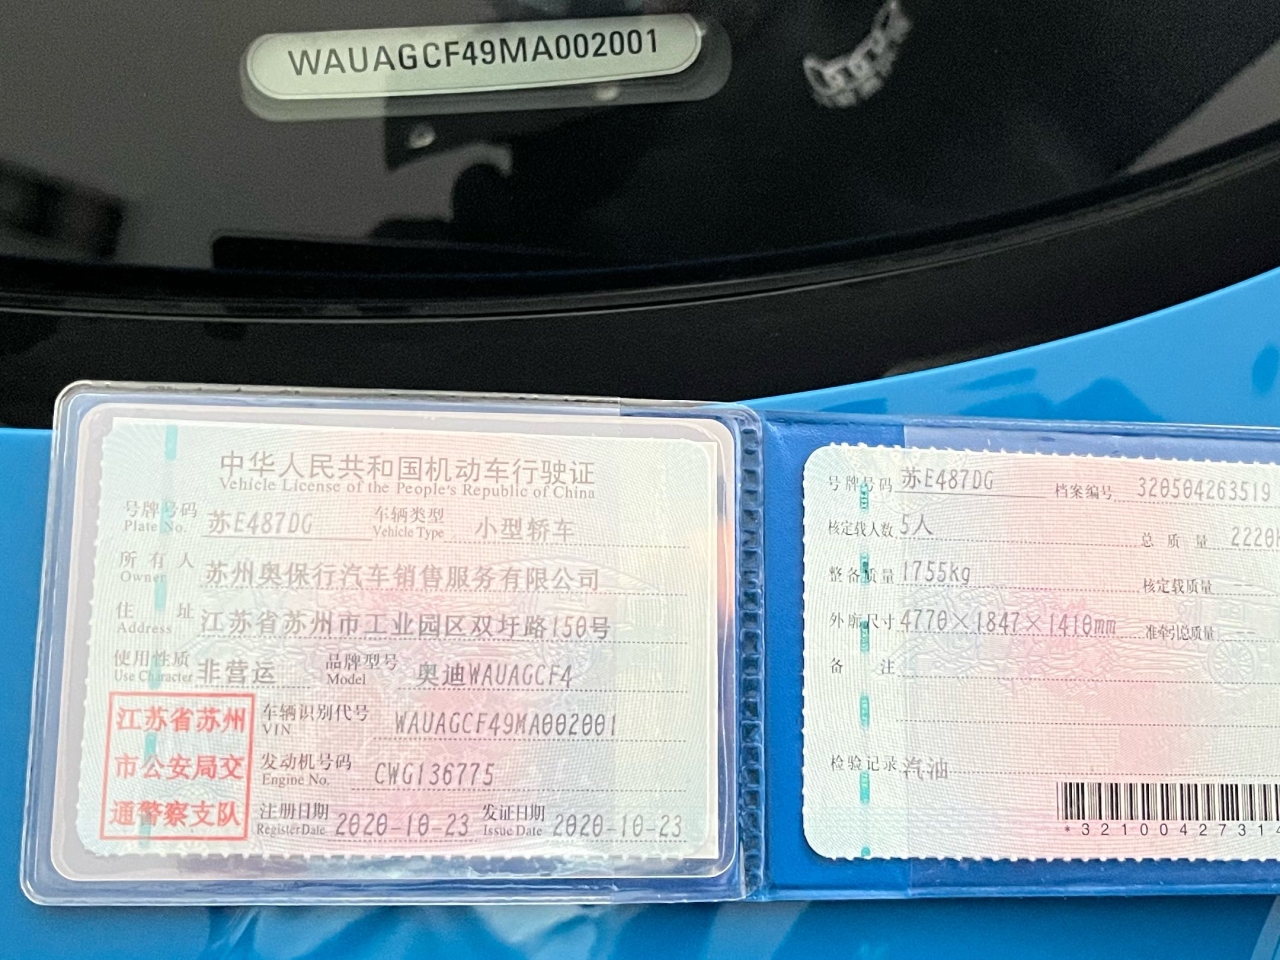 WAUAGCF49MA002001
中华人民共和国机动车行驶证
Vehicle License of the People's Republic of China
号牌号码 苏E487DG 车辆类型 小型轿车
Plate No. Vehicle Type
所有人 苏州奥保行汽车销售服务有限公司
Owner
住址 江苏省苏州市工业园区双圩路150号
Address
使用性质 非营运 品牌型号 奥迪WAUAGCF4
Use Character Model
江苏省苏州
市公安局交
通警察支队
车辆识别代号 WAUAGCF49MA002001
VIN
发动机号码 CWG136775
Engine No.
注册日期 2020-10-23 发证日期 2020-10-23
Register Date Issue Date
号牌号码 苏E487DG 档案编号 320504263519
核定载人数 5人 总质量 2220
整备质量 1755kg 核定载质量 --
外廓尺寸 4770×1847×1410mm 准牵引总质量 --
备注
检验记录 汽油
*32100427314